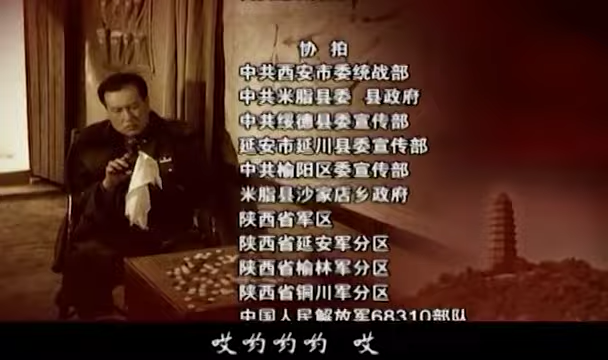 协 拍
中共西安市委统战部
中共米脂县委 县政府
中共绥德县委宣传部
延安市延川县委宣传部
中共榆阳区委宣传部
米脂县沙家店乡政府
陕西省军区
陕西省延安军分区
陕西省榆林军分区
陕西省铜川军分区
中国人民解放军68310部队
哎哟哟哟 哎